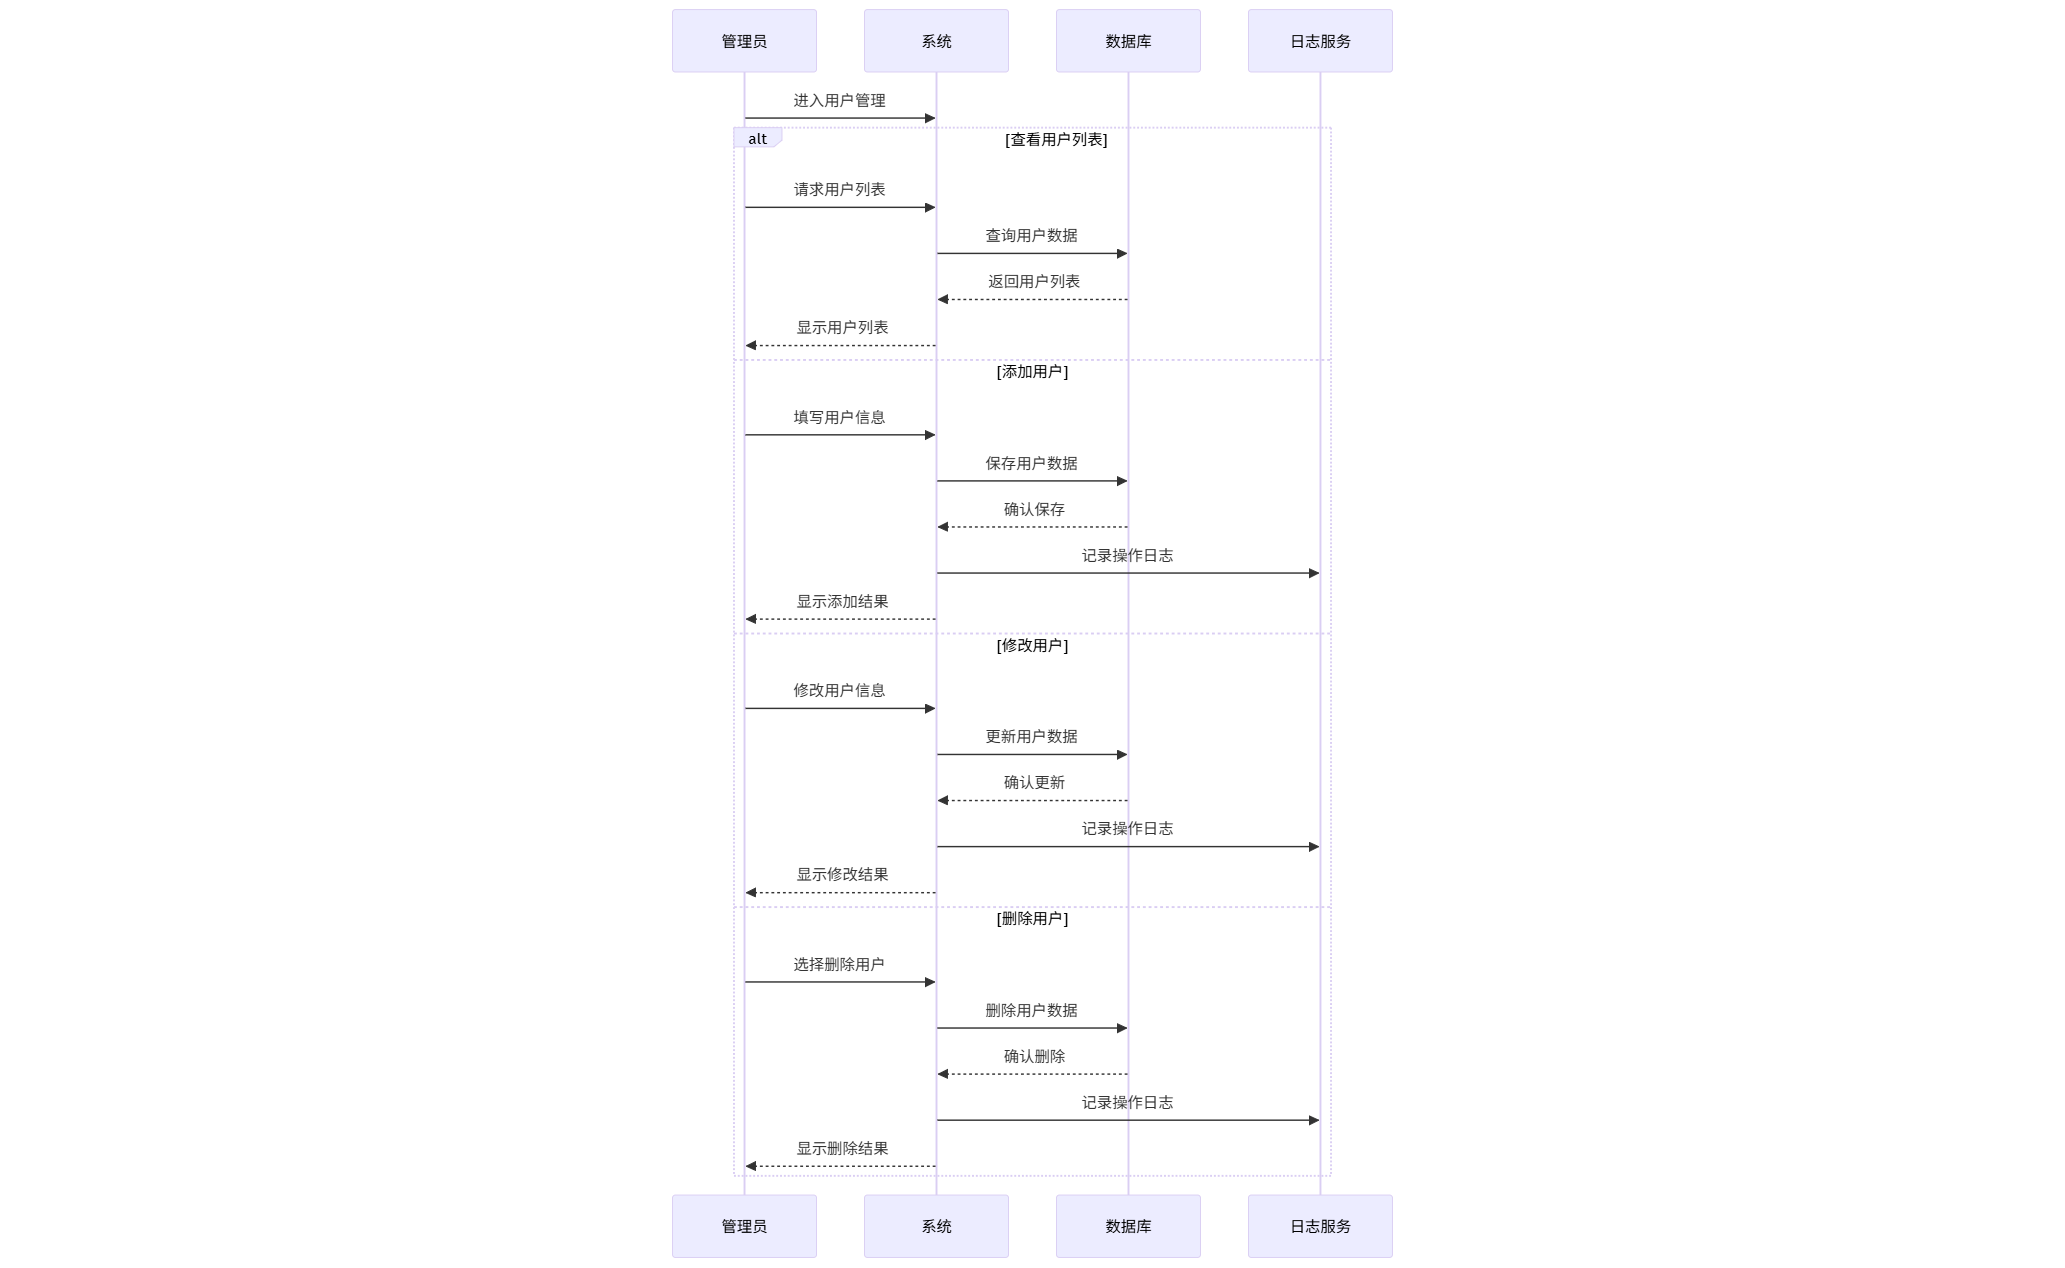 管理员
系统
数据库
日志服务
进入用户管理
alt
[查看用户列表]
请求用户列表
查询用户数据
返回用户列表
显示用户列表
[添加用户]
填写用户信息
保存用户数据
确认保存
记录操作日志
显示添加结果
[修改用户]
修改用户信息
更新用户数据
确认更新
记录操作日志
显示修改结果
[删除用户]
选择删除用户
删除用户数据
确认删除
记录操作日志
显示删除结果
管理员
系统
数据库
日志服务